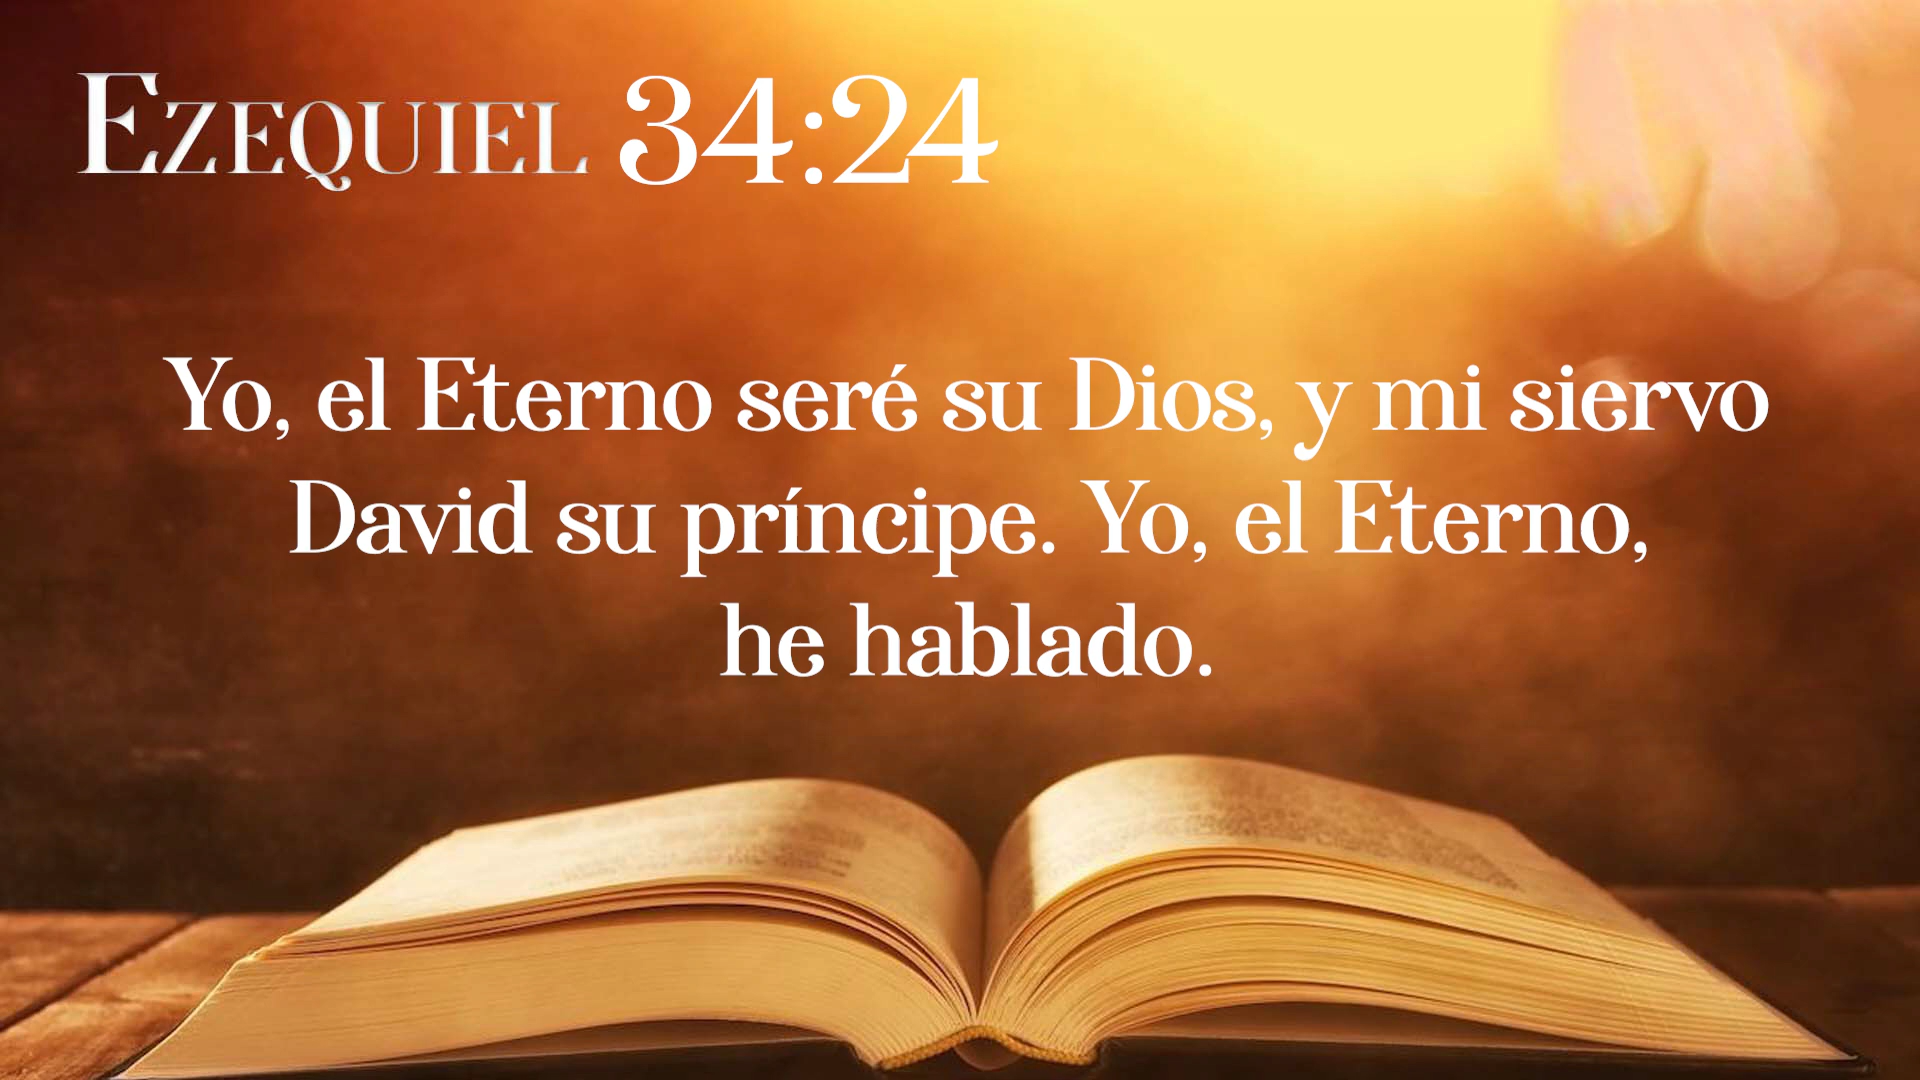 Ezequiel 34:24
Yo, el Eterno seré su Dios, y mi siervo
David su príncipe. Yo, el Eterno,
he hablado.